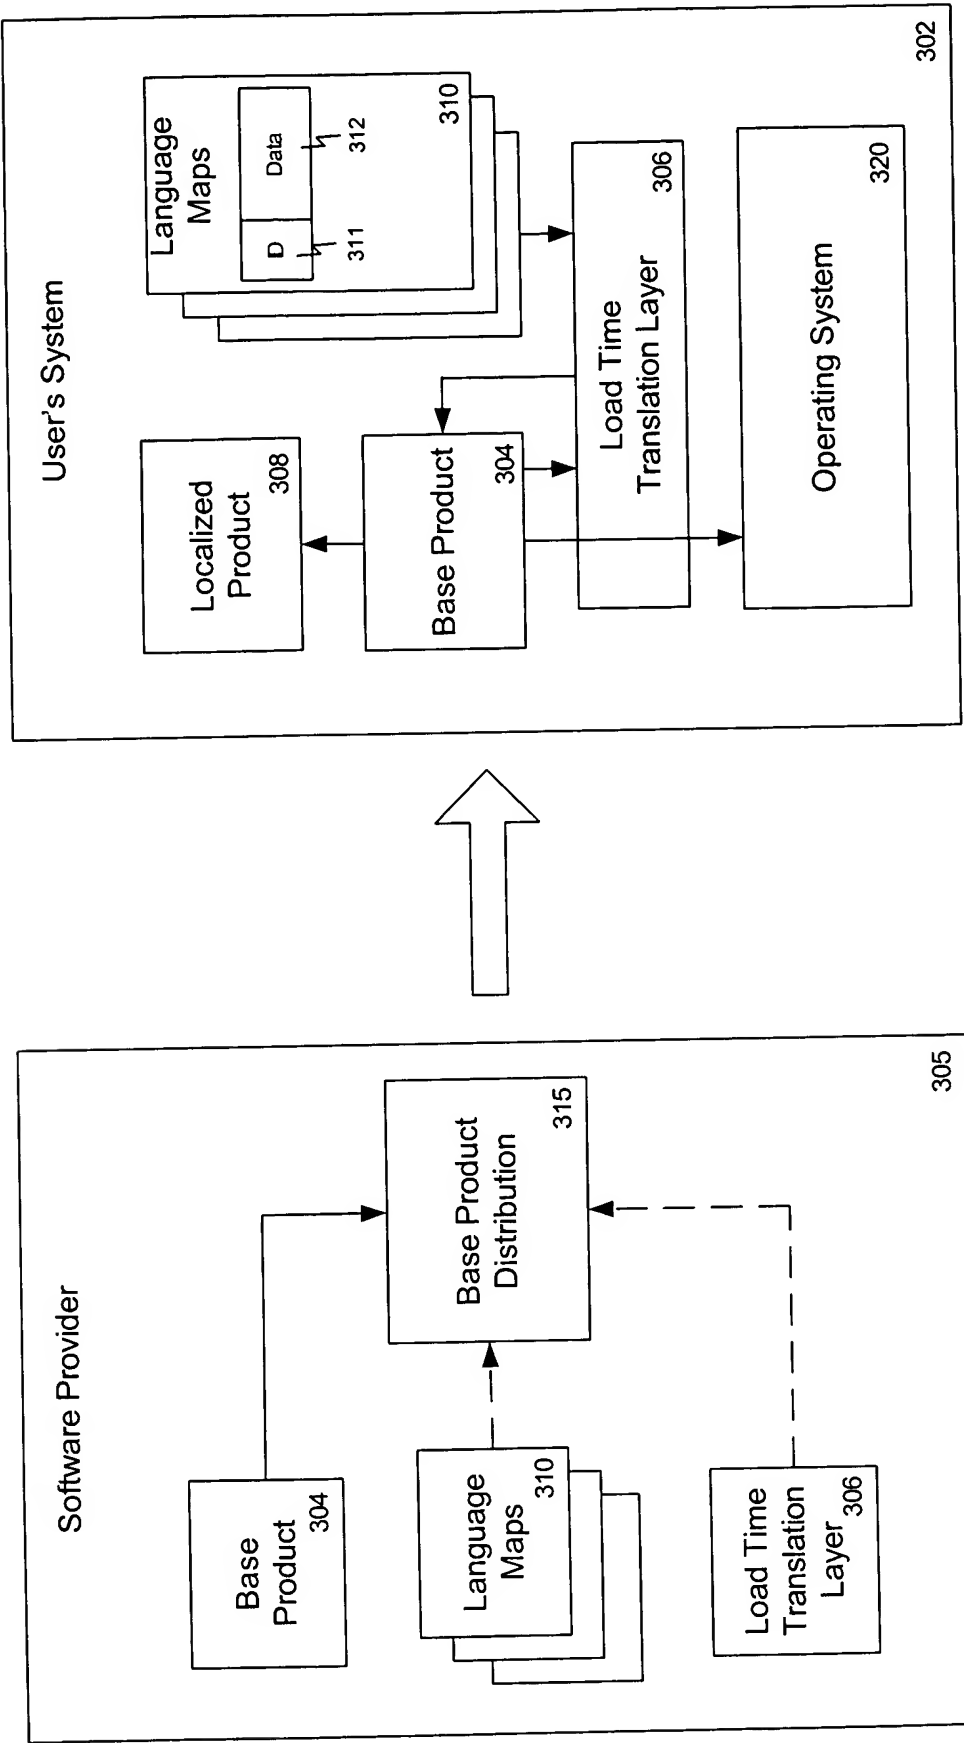 Software Provider
Base
Product
304
Language
Maps
310
Load Time
Translation
Layer
306
Base Product
Distribution
315
305
User's System
Localized
Product
308
Base Product
304
Language
Maps
D
Data
311
312
310
Load Time
Translation Layer
306
Operating System
320
302